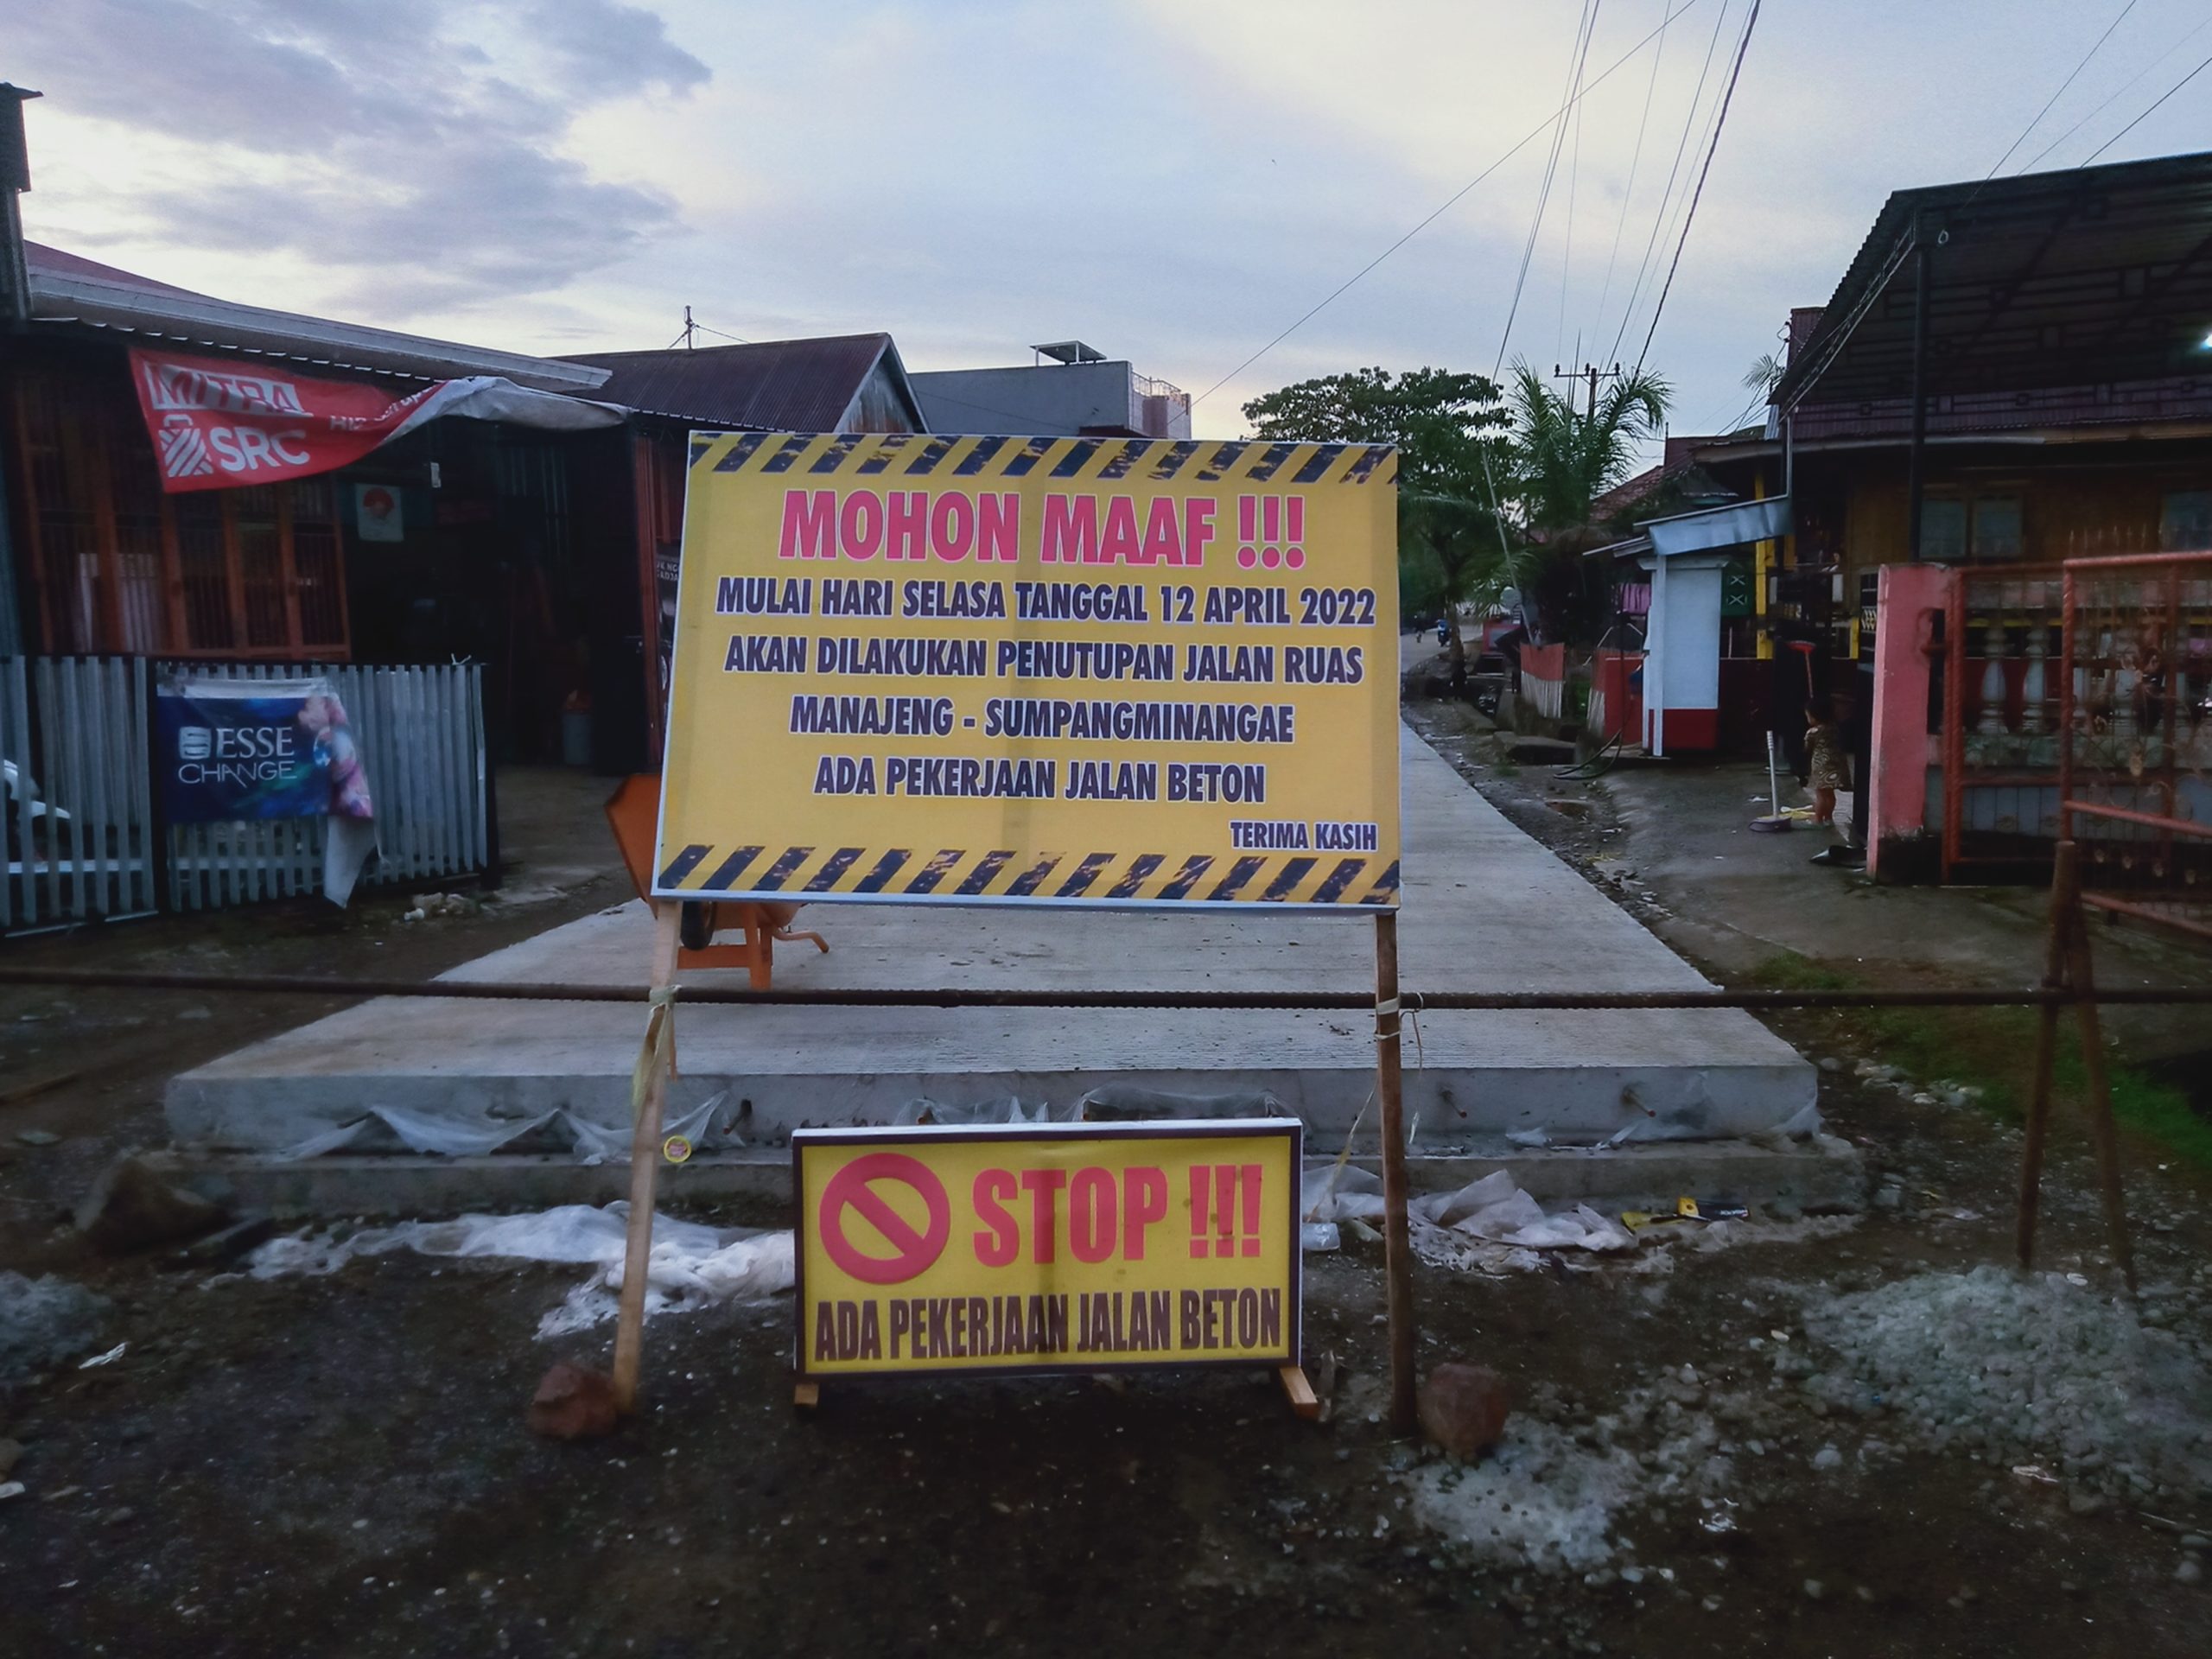 MITRA
SRC
ESSE
CHANGE
MOHON MAAF !!!
MULAI HARI SELASA TANGGAL 12 APRIL 2022
AKAN DILAKUKAN PENUTUPAN JALAN RUAS
MANAJENG - SUMPANGMINANGAE
ADA PEKERJAAN JALAN BETON
TERIMA KASIH
STOP !!!
ADA PEKERJAAN JALAN BETON